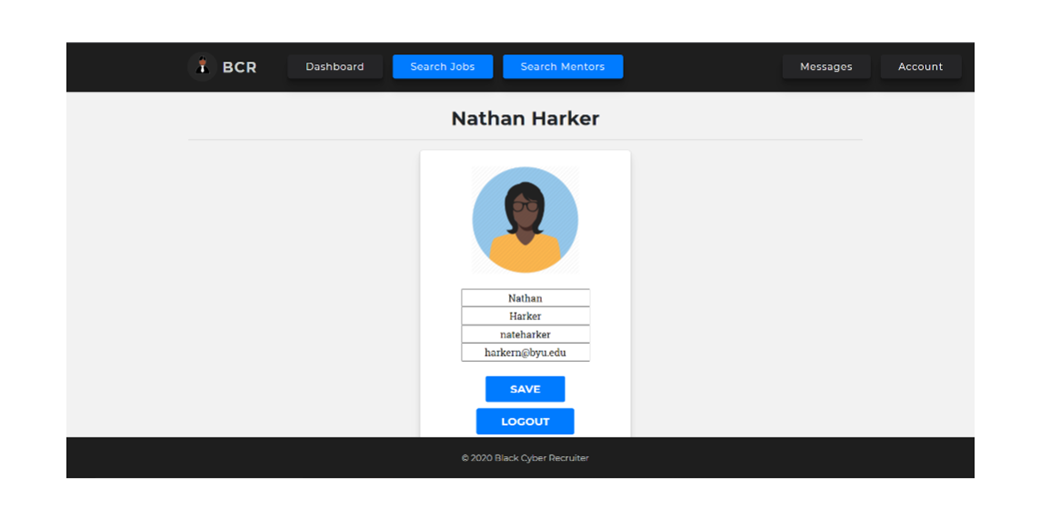 BCR Dashboard Search Jobs Search Mentors Messages Account
Nathan Harker
Nathan
Harker
nateharker
harkern@byu.edu
SAVE
LOGOUT
© 2020 Black Cyber Recruiter